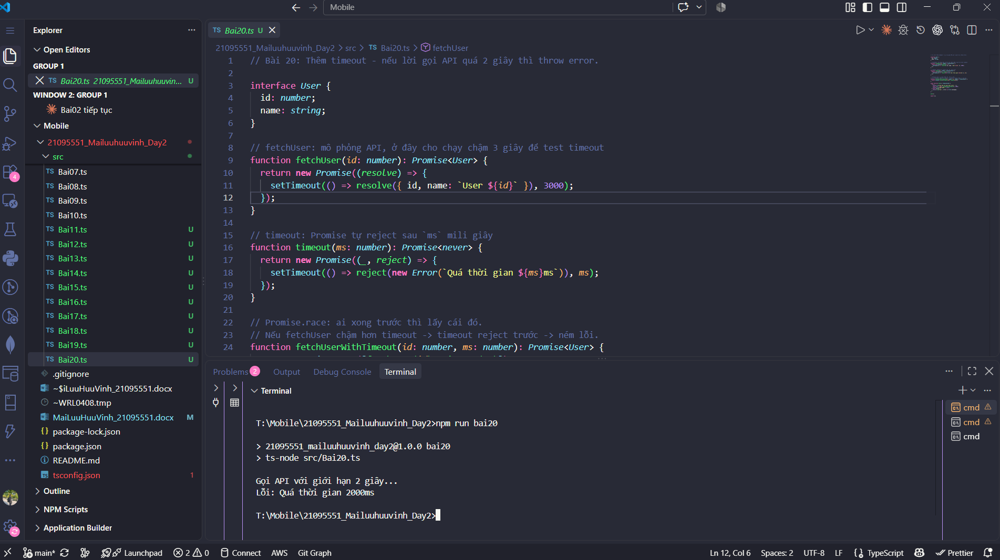 Mobile
Explorer
Open Editors
GROUP 1
Bai20.ts 21095551_Mailuuhuuvin... U
WINDOW 2: GROUP 1
Bai02 tiếp tục
Mobile
21095551_Mailuuhuuvinh_Day2
src
TS Bai07.ts
TS Bai08.ts
TS Bai09.ts
TS Bai10.ts
TS Bai11.ts U
TS Bai12.ts U
TS Bai13.ts U
TS Bai14.ts U
TS Bai15.ts U
TS Bai16.ts U
TS Bai17.ts U
TS Bai18.ts U
TS Bai19.ts U
TS Bai20.ts U
.gitignore
~$iLuuHuuVinh_21095551.docx
~WRL0408.tmp
MaiLuuHuuVinh_21095551.docx M
{} package-lock.json
{} package.json
README.md
tsconfig.json 1
Outline
NPM Scripts
Application Builder
4
TS Bai20.ts U
21095551_Mailuuhuuvinh_Day2 > src > TS Bai20.ts > fetchUser
1 // Bài 20: Thêm timeout - nếu lời gọi API quá 2 giây thì throw error.
2
3 interface User {
4 id: number;
5 name: string;
6 }
7
8 // fetchUser: mô phỏng API, ở đây cho chạy chậm 3 giây để test timeout
9 function fetchUser(id: number): Promise<User> {
10 return new Promise((resolve) => {
11 setTimeout(() => resolve({ id, name: `User ${id}` }), 3000);
12 });
13 }
14
15 // timeout: Promise tự reject sau `ms` mili giây
16 function timeout(ms: number): Promise<never> {
17 return new Promise((_, reject) => {
18 setTimeout(() => reject(new Error(`Quá thời gian ${ms}ms`)), ms);
19 });
20 }
21
22 // Promise.race: ai xong trước thì lấy cái đó.
23 // Nếu fetchUser chậm hơn timeout -> timeout reject trước -> ném lỗi.
24 function fetchUserWithTimeout(id: number, ms: number): Promise<User> {
Problems 2 Output Debug Console Terminal
Terminal
T:\Mobile\21095551_Mailuuhuuvinh_Day2>npm run bai20
> 21095551_mailuuhuuvinh_day2@1.0.0 bai20
> ts-node src/Bai20.ts
Gọi API với giới hạn 2 giây...
Lỗi: Quá thời gian 2000ms
T:\Mobile\21095551_Mailuuhuuvinh_Day2>
cmd
cmd
cmd
main* Launchpad 2 0 Connect AWS Git Graph Ln 12, Col 6 Spaces: 2 UTF-8 LF {} TypeScript Prettier